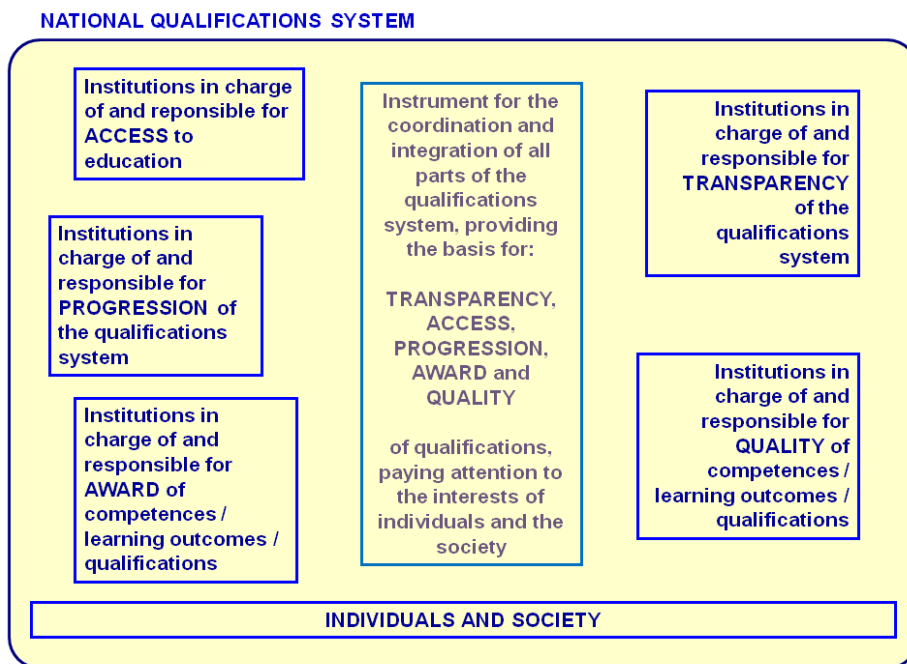 NATIONAL QUALIFICATIONS SYSTEM
Institutions in charge
of and reponsible for
ACCESS to
education
Institutions in
charge of and
responsible for
PROGRESSION of
the qualifications
system
Institutions in
charge of and
responsible for
AWARD of
competences /
learning outcomes /
qualifications
Instrument for the
coordination and
integration of all
parts of the
qualifications
system, providing
the basis for:
TRANSPARENCY,
ACCESS,
PROGRESSION,
AWARD and
QUALITY
of qualifications,
paying attention to
the interests of
individuals and the
society
Institutions in
charge of and
responsible for
TRANSPARENCY
of the
qualifications
system
Institutions in
charge of and
responsible for
QUALITY of
competences /
learning outcomes /
qualifications
INDIVIDUALS AND SOCIETY